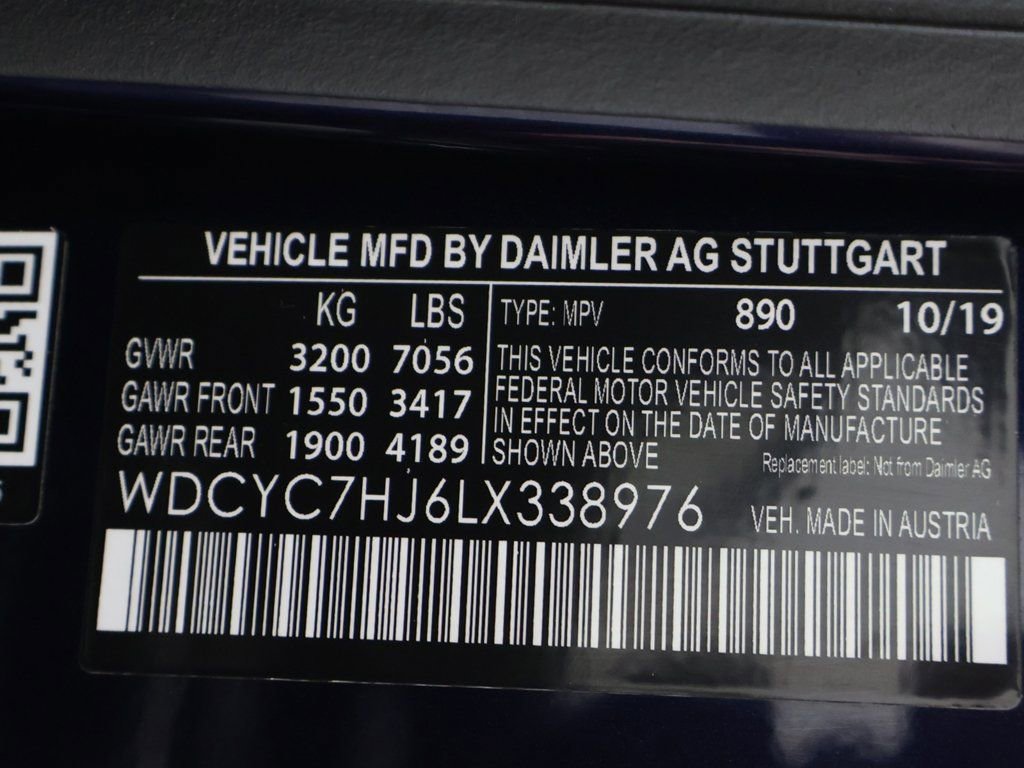 VEHICLE MFD BY DAIMLER AG STUTTGART
KG LBS
GVWR 3200 7056
GAWR FRONT 1550 3417
GAWR REAR 1900 4189
TYPE: MPV 890 10/19
THIS VEHICLE CONFORMS TO ALL APPLICABLE
FEDERAL MOTOR VEHICLE SAFETY STANDARDS
IN EFFECT ON THE DATE OF MANUFACTURE
SHOWN ABOVE
Replacement label: Not from Daimler AG
WDCYC7HJ6LX338976 VEH. MADE IN AUSTRIA